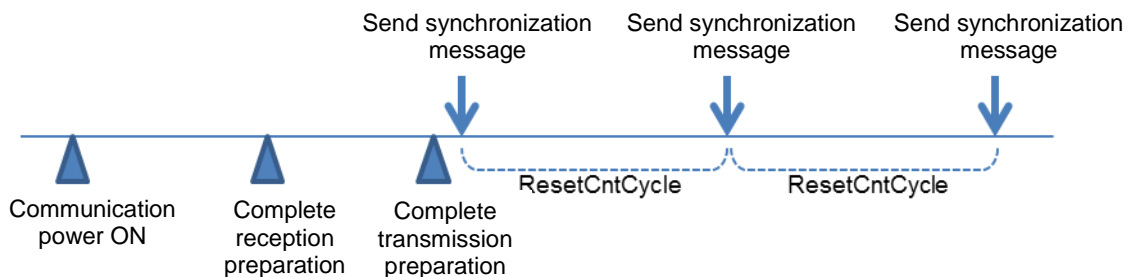 Send synchronization
message
Send synchronization
message
Send synchronization
message
ResetCntCycle
ResetCntCycle
Communication
power ON
Complete
reception
preparation
Complete
transmission
preparation